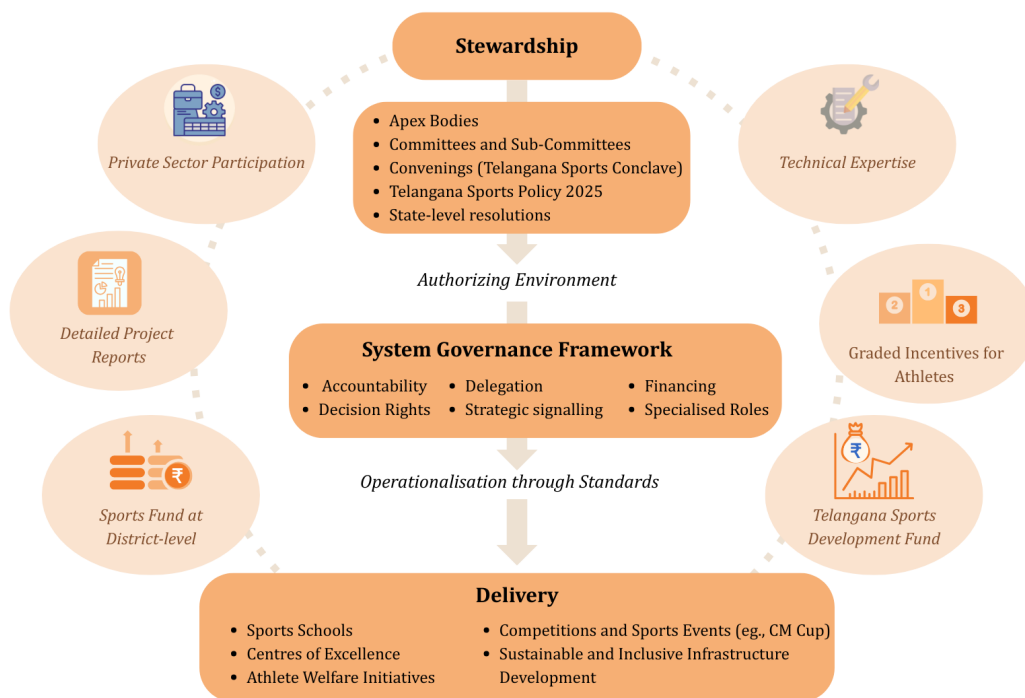 Stewardship
• Apex Bodies
• Committees and Sub-Committees
• Convenings (Telangana Sports Conclave)
• Telangana Sports Policy 2025
• State-level resolutions
Private Sector Participation
$
Technical Expertise
Authorizing Environment
Detailed Project
Reports
2
1
3
Graded Incentives for
Athletes
System Governance Framework
• Accountability
• Delegation
• Financing
• Decision Rights
• Strategic signalling
• Specialised Roles
Operationalisation through Standards
₹
Sports Fund at
District-level
₹
Telangana Sports
Development Fund
Delivery
• Sports Schools
• Centres of Excellence
• Athlete Welfare Initiatives
• Competitions and Sports Events (eg., CM Cup)
• Sustainable and Inclusive Infrastructure
Development